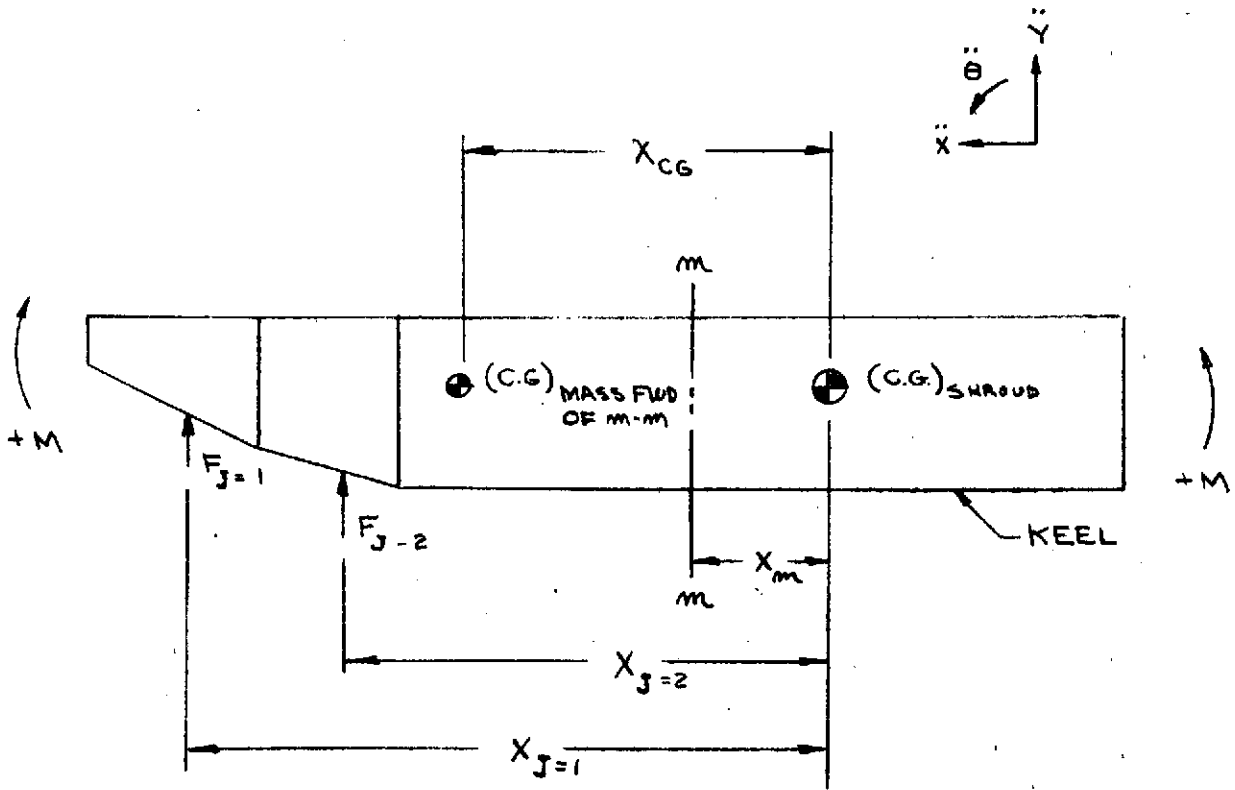 Ÿ
θ̈
Ẍ
X_CG
m
(C.G)MASS FWD
OF m-m
(C.G.)SHROUD
+M
F_J=1
F_J-2
+M
KEEL
X_m
m
X_J=2
X_J=1